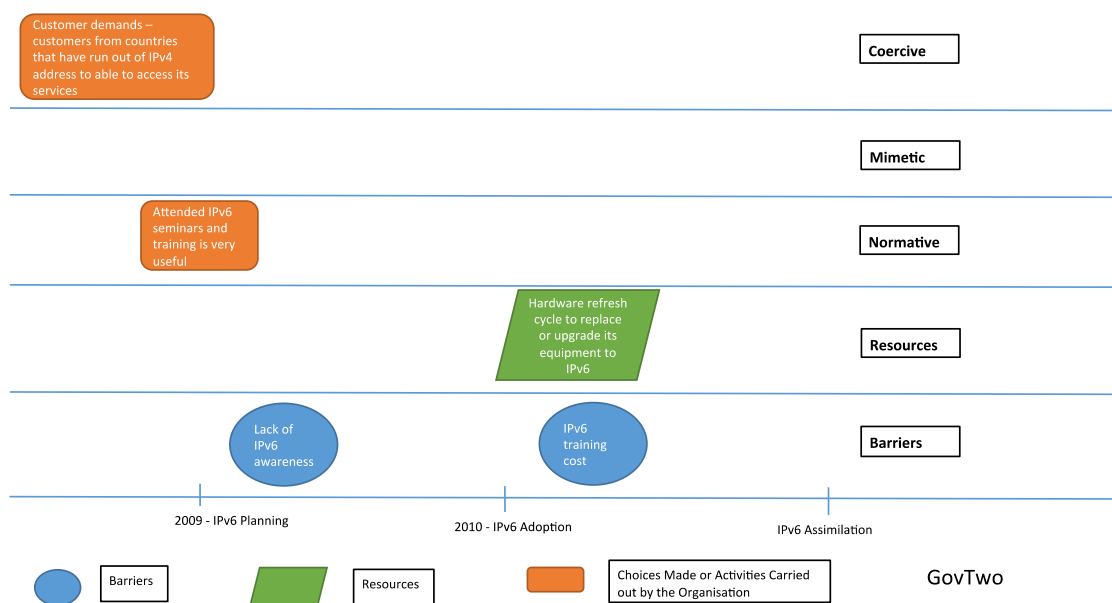 Customer demands –
customers from countries
that have run out of IPv4
address to able to access its
services
Coercive
Mimetic
Attended IPv6
seminars and
training is very
useful
Normative
Hardware refresh
cycle to replace
or upgrade its
equipment to
IPv6
Resources
Lack of
IPv6
awareness
IPv6
training
cost
Barriers
2009 - IPv6 Planning
2010 - IPv6 Adoption
IPv6 Assimilation
Barriers
Resources
Choices Made or Activities Carried
out by the Organisation
GovTwo